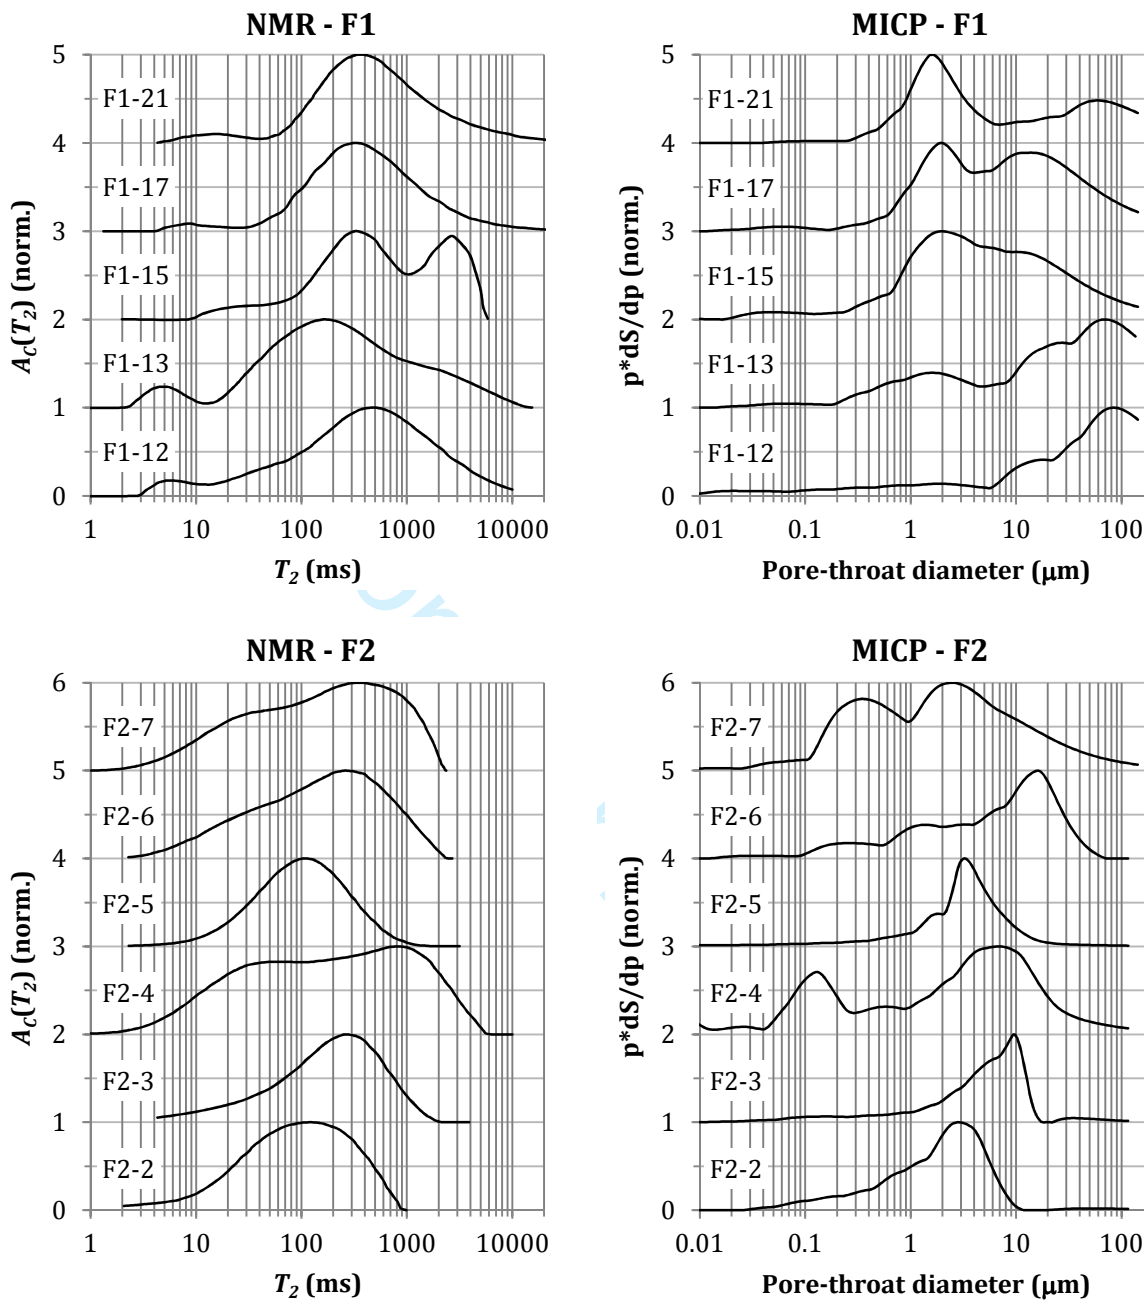 NMR - F1
A_C(T_2) (norm.)
5
4
3
2
1
0
F1-21
F1-17
F1-15
F1-13
F1-12
1 10 100 1000 10000
T_2 (ms)
MICP - F1
p*dS/dp (norm.)
5
4
3
2
1
0
F1-21
F1-17
F1-15
F1-13
F1-12
0.01 0.1 1 10 100
Pore-throat diameter (μm)
NMR - F2
A_C(T_2) (norm.)
6
5
4
3
2
1
0
F2-7
F2-6
F2-5
F2-4
F2-3
F2-2
1 10 100 1000 10000
T_2 (ms)
MICP - F2
p*dS/dp (norm.)
6
5
4
3
2
1
0
F2-7
F2-6
F2-5
F2-4
F2-3
F2-2
0.01 0.1 1 10 100
Pore-throat diameter (μm)